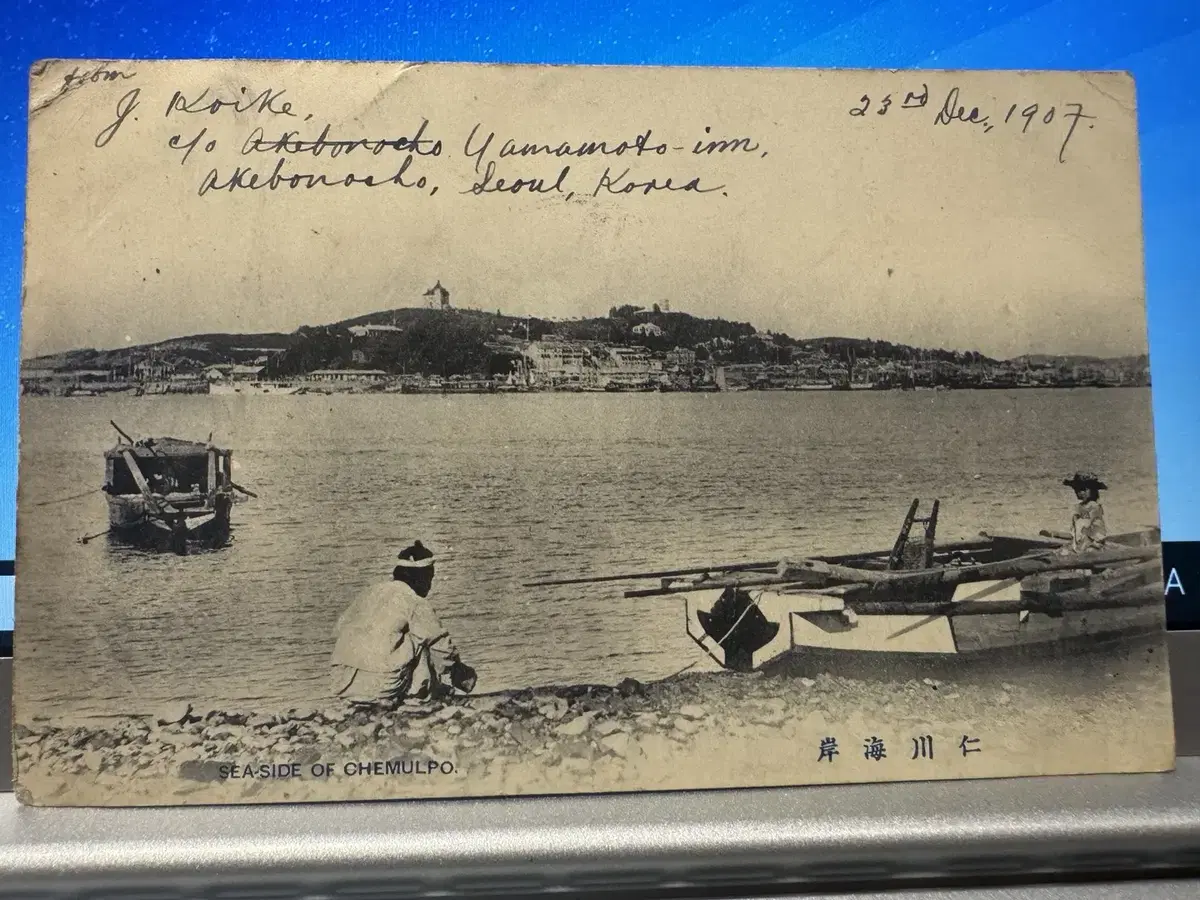 from
J. Koike,
23rd Dec., 1907.
c/o Akebonocho Yamamoto-inn,
Akebonocho, Seoul, Korea.
SEA-SIDE OF CHEMULPO.
岸海川仁
A